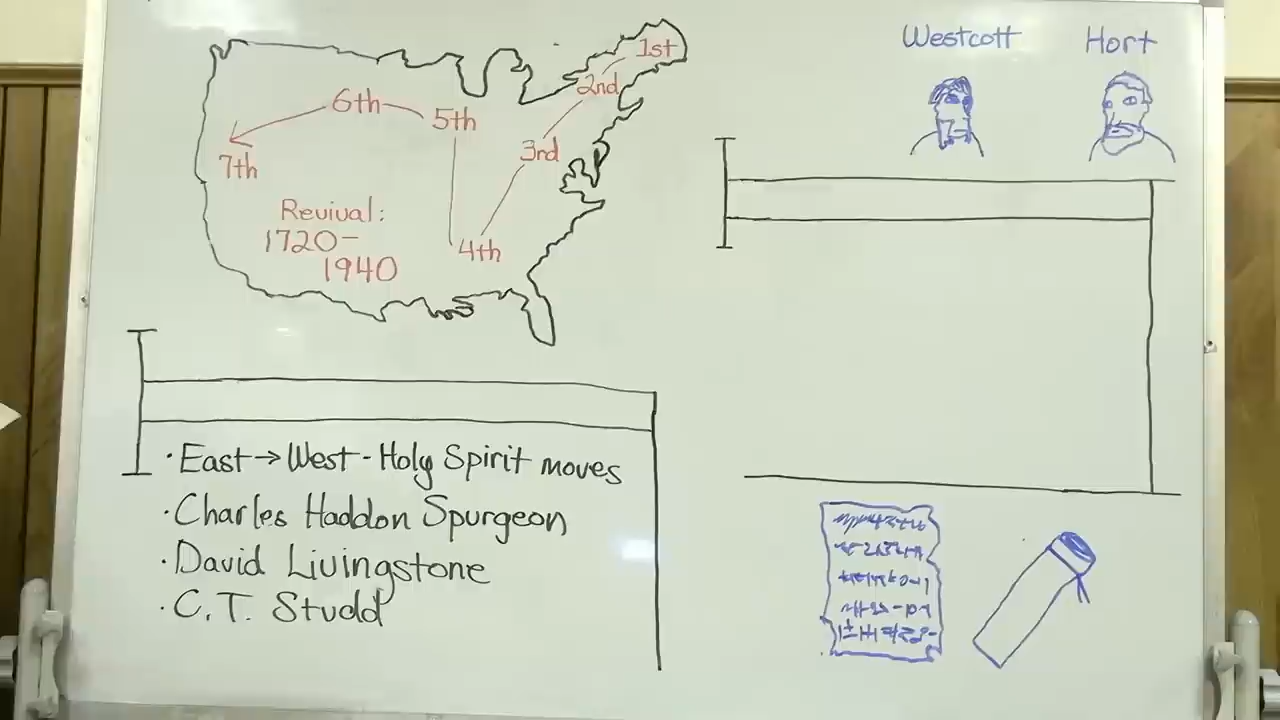 1st
2nd
6th
5th
3rd
7th
Revival:
1720-
1940
4th
· East → West - Holy Spirit moves
· Charles Haddon Spurgeon
· David Livingstone
· C.T. Studd
Westcott
Hort